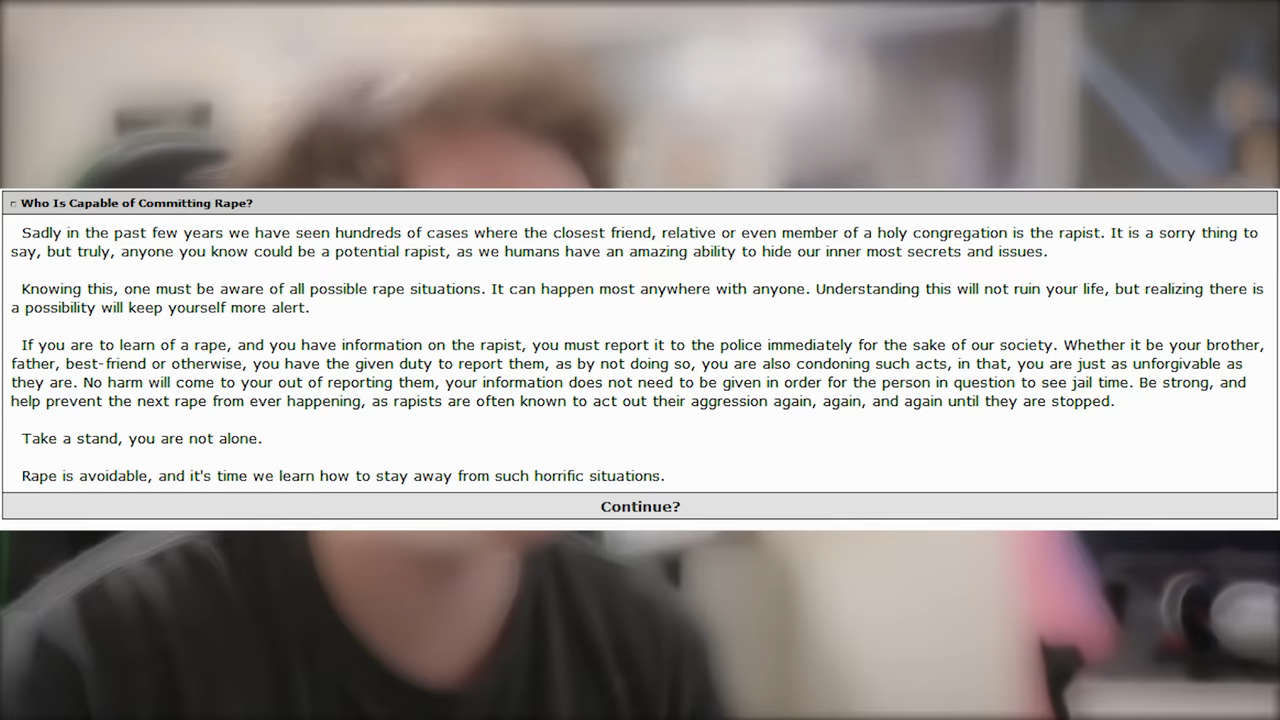 Who Is Capable of Committing Rape?
Sadly in the past few years we have seen hundreds of cases where the closest friend, relative or even member of a holy congregation is the rapist. It is a sorry thing to
say, but truly, anyone you know could be a potential rapist, as we humans have an amazing ability to hide our inner most secrets and issues.
Knowing this, one must be aware of all possible rape situations. It can happen most anywhere with anyone. Understanding this will not ruin your life, but realizing there is
a possibility will keep yourself more alert.
If you are to learn of a rape, and you have information on the rapist, you must report it to the police immediately for the sake of our society. Whether it be your brother,
father, best-friend or otherwise, you have the given duty to report them, as by not doing so, you are also condoning such acts, in that, you are just as unforgivable as
they are. No harm will come to your out of reporting them, your information does not need to be given in order for the person in question to see jail time. Be strong, and
help prevent the next rape from ever happening, as rapists are often known to act out their aggression again, again, and again until they are stopped.
Take a stand, you are not alone.
Rape is avoidable, and it's time we learn how to stay away from such horrific situations.
Continue?